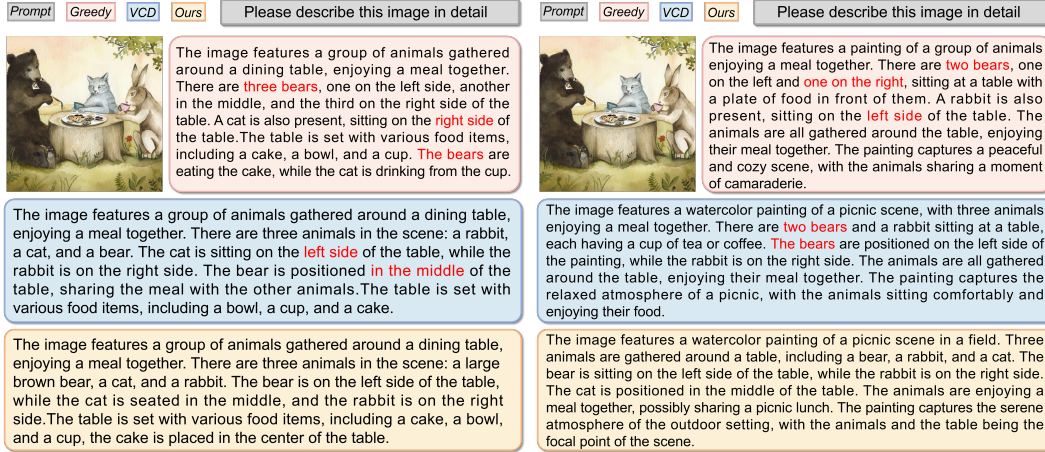 Prompt Greedy VCD Ours Please describe this image in detail
The image features a group of animals gathered
around a dining table, enjoying a meal together.
There are three bears, one on the left side, another
in the middle, and the third on the right side of the
table. A cat is also present, sitting on the right side of
the table.The table is set with various food items,
including a cake, a bowl, and a cup. The bears are
eating the cake, while the cat is drinking from the cup.
The image features a group of animals gathered around a dining table,
enjoying a meal together. There are three animals in the scene: a rabbit,
a cat, and a bear. The cat is sitting on the left side of the table, while the
rabbit is on the right side. The bear is positioned in the middle of the
table, sharing the meal with the other animals.The table is set with
various food items, including a bowl, a cup, and a cake.
The image features a group of animals gathered around a dining table,
enjoying a meal together. There are three animals in the scene: a large
brown bear, a cat, and a rabbit. The bear is on the left side of the table,
while the cat is seated in the middle, and the rabbit is on the right
side.The table is set with various food items, including a cake, a bowl,
and a cup, the cake is placed in the center of the table.
Prompt Greedy VCD Ours Please describe this image in detail
The image features a painting of a group of animals
enjoying a meal together. There are two bears, one
on the left and one on the right, sitting at a table with
a plate of food in front of them. A rabbit is also
present, sitting on the left side of the table. The
animals are all gathered around the table, enjoying
their meal together. The painting captures a peaceful
and cozy scene, with the animals sharing a moment
of camaraderie.
The image features a watercolor painting of a picnic scene, with three animals
enjoying a meal together. There are two bears and a rabbit sitting at a table,
each having a cup of tea or coffee. The bears are positioned on the left side of
the painting, while the rabbit is on the right side. The animals are all gathered
around the table, enjoying their meal together. The painting captures the
relaxed atmosphere of a picnic, with the animals sitting comfortably and
enjoying their food.
The image features a watercolor painting of a picnic scene in a field. Three
animals are gathered around a table, including a bear, a rabbit, and a cat. The
bear is sitting on the left side of the table, while the rabbit is on the right side.
The cat is positioned in the middle of the table. The animals are enjoying a
meal together, possibly sharing a picnic lunch. The painting captures the serene
atmosphere of the outdoor setting, with the animals and the table being the
focal point of the scene.